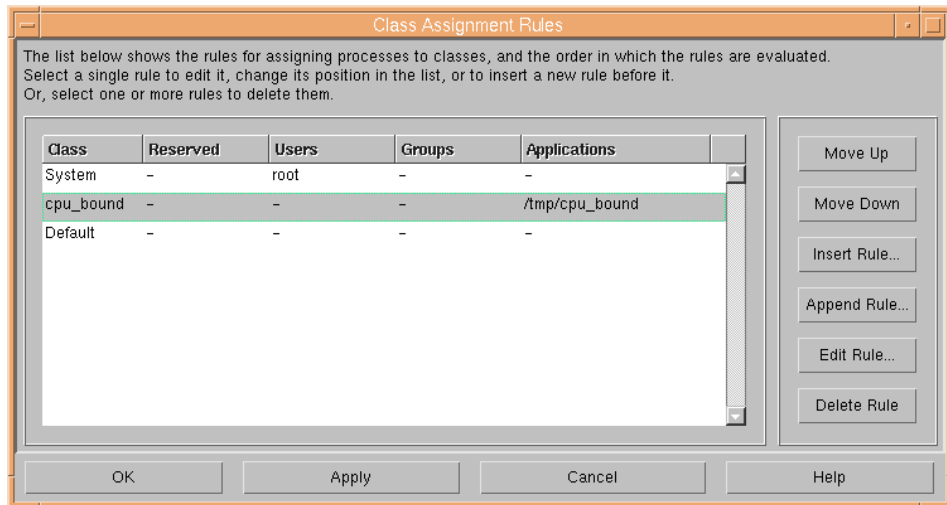 Class Assignment Rules
The list below shows the rules for assigning processes to classes, and the order in which the rules are evaluated.
Select a single rule to edit it, change its position in the list, or to insert a new rule before it.
Or, select one or more rules to delete them.
Class Reserved Users Groups Applications
System – root – –
cpu_bound – – – /tmp/cpu_bound
Default – – – –
Move Up
Move Down
Insert Rule...
Append Rule...
Edit Rule...
Delete Rule
OK Apply Cancel Help